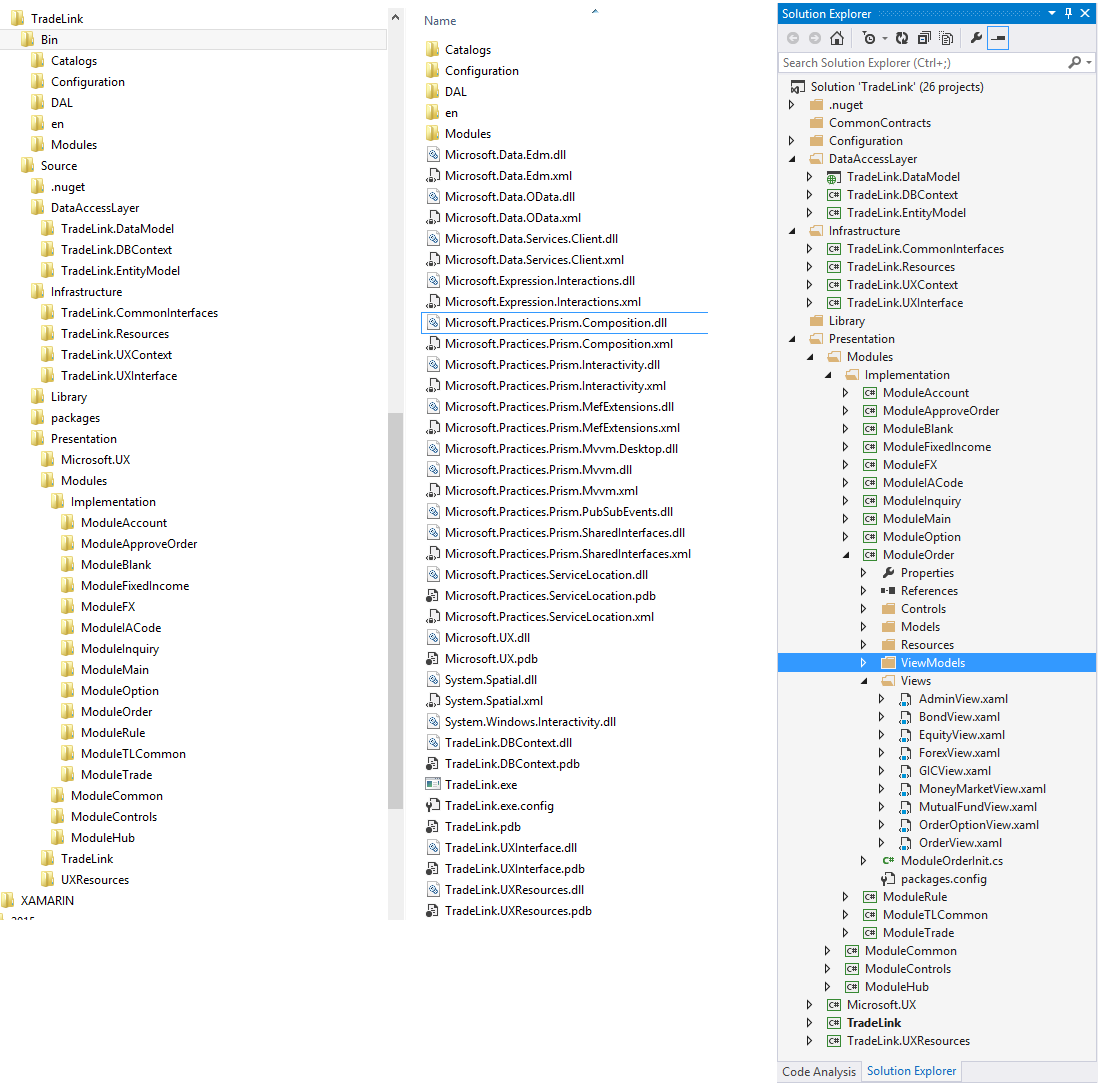 TradeLink
Bin
Catalogs
Configuration
DAL
en
Modules
Source
.nuget
DataAccessLayer
TradeLink.DataModel
TradeLink.DBContext
TradeLink.EntityModel
Infrastructure
TradeLink.CommonInterfaces
TradeLink.Resources
TradeLink.UXContext
TradeLink.UXInterface
Library
packages
Presentation
Microsoft.UX
Modules
Implementation
ModuleAccount
ModuleApproveOrder
ModuleBlank
ModuleFixedIncome
ModuleFX
ModuleIACode
ModuleInquiry
ModuleMain
ModuleOption
ModuleOrder
ModuleRule
ModuleTLCommon
ModuleTrade
ModuleCommon
ModuleControls
ModuleHub
TradeLink
UXResources
XAMARIN
Name
Catalogs
Configuration
DAL
en
Modules
Microsoft.Data.Edm.dll
Microsoft.Data.Edm.xml
Microsoft.Data.OData.dll
Microsoft.Data.OData.xml
Microsoft.Data.Services.Client.dll
Microsoft.Data.Services.Client.xml
Microsoft.Expression.Interactions.dll
Microsoft.Expression.Interactions.xml
Microsoft.Practices.Prism.Composition.dll
Microsoft.Practices.Prism.Composition.xml
Microsoft.Practices.Prism.Interactivity.dll
Microsoft.Practices.Prism.Interactivity.xml
Microsoft.Practices.Prism.MefExtensions.dll
Microsoft.Practices.Prism.MefExtensions.xml
Microsoft.Practices.Prism.Mvvm.Desktop.dll
Microsoft.Practices.Prism.Mvvm.dll
Microsoft.Practices.Prism.Mvvm.xml
Microsoft.Practices.Prism.PubSubEvents.dll
Microsoft.Practices.Prism.SharedInterfaces.dll
Microsoft.Practices.Prism.SharedInterfaces.xml
Microsoft.Practices.ServiceLocation.dll
Microsoft.Practices.ServiceLocation.pdb
Microsoft.Practices.ServiceLocation.xml
Microsoft.UX.dll
Microsoft.UX.pdb
System.Spatial.dll
System.Spatial.xml
System.Windows.Interactivity.dll
TradeLink.DBContext.dll
TradeLink.DBContext.pdb
TradeLink.exe
TradeLink.exe.config
TradeLink.pdb
TradeLink.UXInterface.dll
TradeLink.UXInterface.pdb
TradeLink.UXResources.dll
TradeLink.UXResources.pdb
Solution Explorer
Search Solution Explorer (Ctrl+;)
Solution 'TradeLink' (26 projects)
.nuget
CommonContracts
Configuration
DataAccessLayer
TradeLink.DataModel
C# TradeLink.DBContext
C# TradeLink.EntityModel
Infrastructure
C# TradeLink.CommonInterfaces
C# TradeLink.Resources
C# TradeLink.UXContext
C# TradeLink.UXInterface
Library
Presentation
Modules
Implementation
C# ModuleAccount
C# ModuleApproveOrder
C# ModuleBlank
C# ModuleFixedIncome
C# ModuleFX
C# ModuleIACode
C# ModuleInquiry
C# ModuleMain
C# ModuleOption
C# ModuleOrder
Properties
References
Controls
Models
Resources
ViewModels
Views
AdminView.xaml
BondView.xaml
EquityView.xaml
ForexView.xaml
GICView.xaml
MoneyMarketView.xaml
MutualFundView.xaml
OrderOptionView.xaml
OrderView.xaml
C# ModuleOrderInit.cs
packages.config
C# ModuleRule
C# ModuleTLCommon
C# ModuleTrade
C# ModuleCommon
C# ModuleControls
C# ModuleHub
C# Microsoft.UX
C# TradeLink
C# TradeLink.UXResources
Code Analysis Solution Explorer